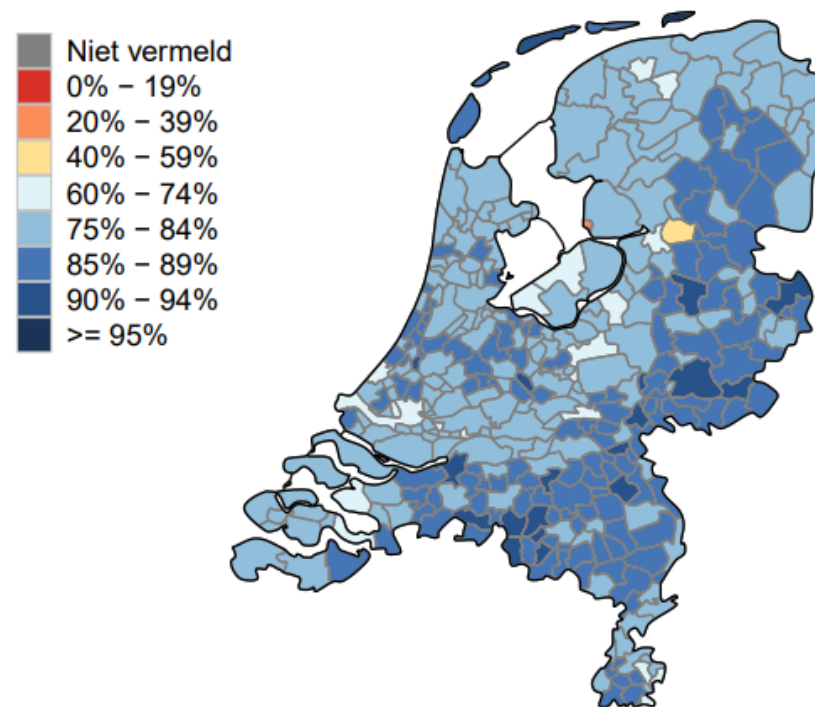 Niet vermeld
0% − 19%
20% − 39%
40% − 59%
60% − 74%
75% − 84%
85% − 89%
90% − 94%
>= 95%